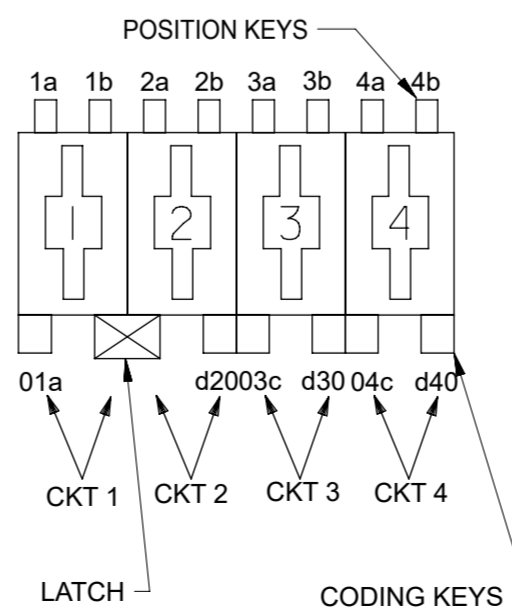 POSITION KEYS
1a 1b 2a 2b 3a 3b 4a 4b
1 2 3 4
01a d2003c d30 04c d40
CKT 1 CKT 2 CKT 3 CKT 4
LATCH CODING KEYS